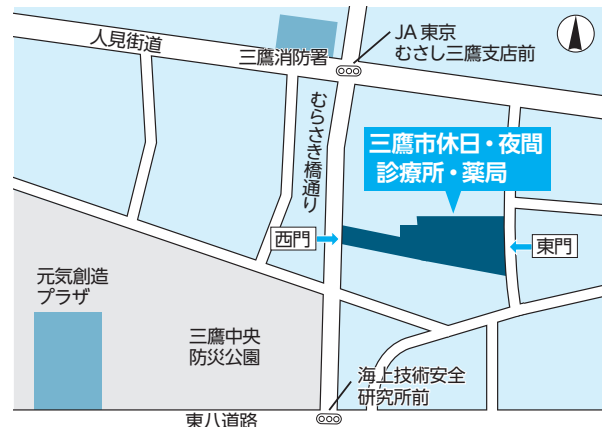 人見街道
三鷹消防署
JA東京
むさし三鷹支店前
むらさき橋通り
三鷹市休日・夜間
診療所・薬局
西門
東門
元気創造
プラザ
三鷹中央
防災公園
海上技術安全
研究所前
東八道路